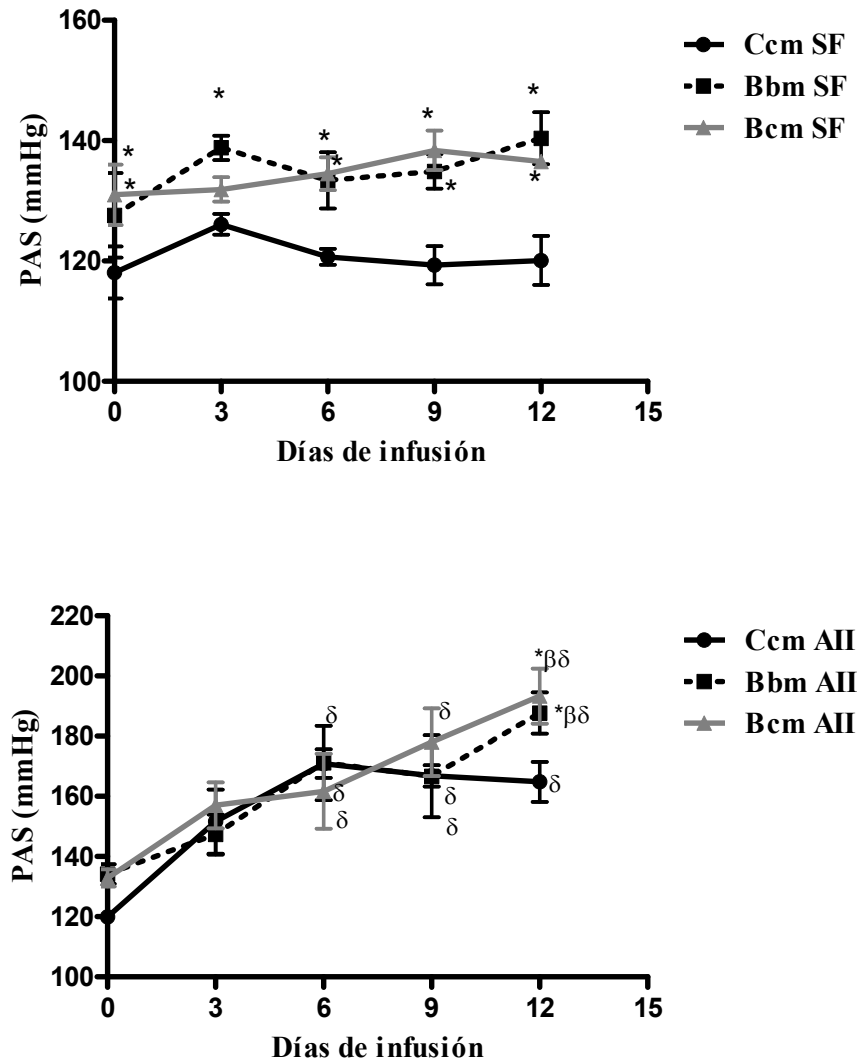 160
140
120
100
PAS (mmHg)
* * * * * * * * *
0 3 6 9 12 15
Días de infusión
Ccm SF
Bbm SF
Bcm SF
220
200
180
160
140
120
100
PAS (mmHg)
*βδ
*βδ
δ δ
δ δ δ
δ δ
0 3 6 9 12 15
Días de infusión
Ccm AII
Bbm AII
Bcm AII